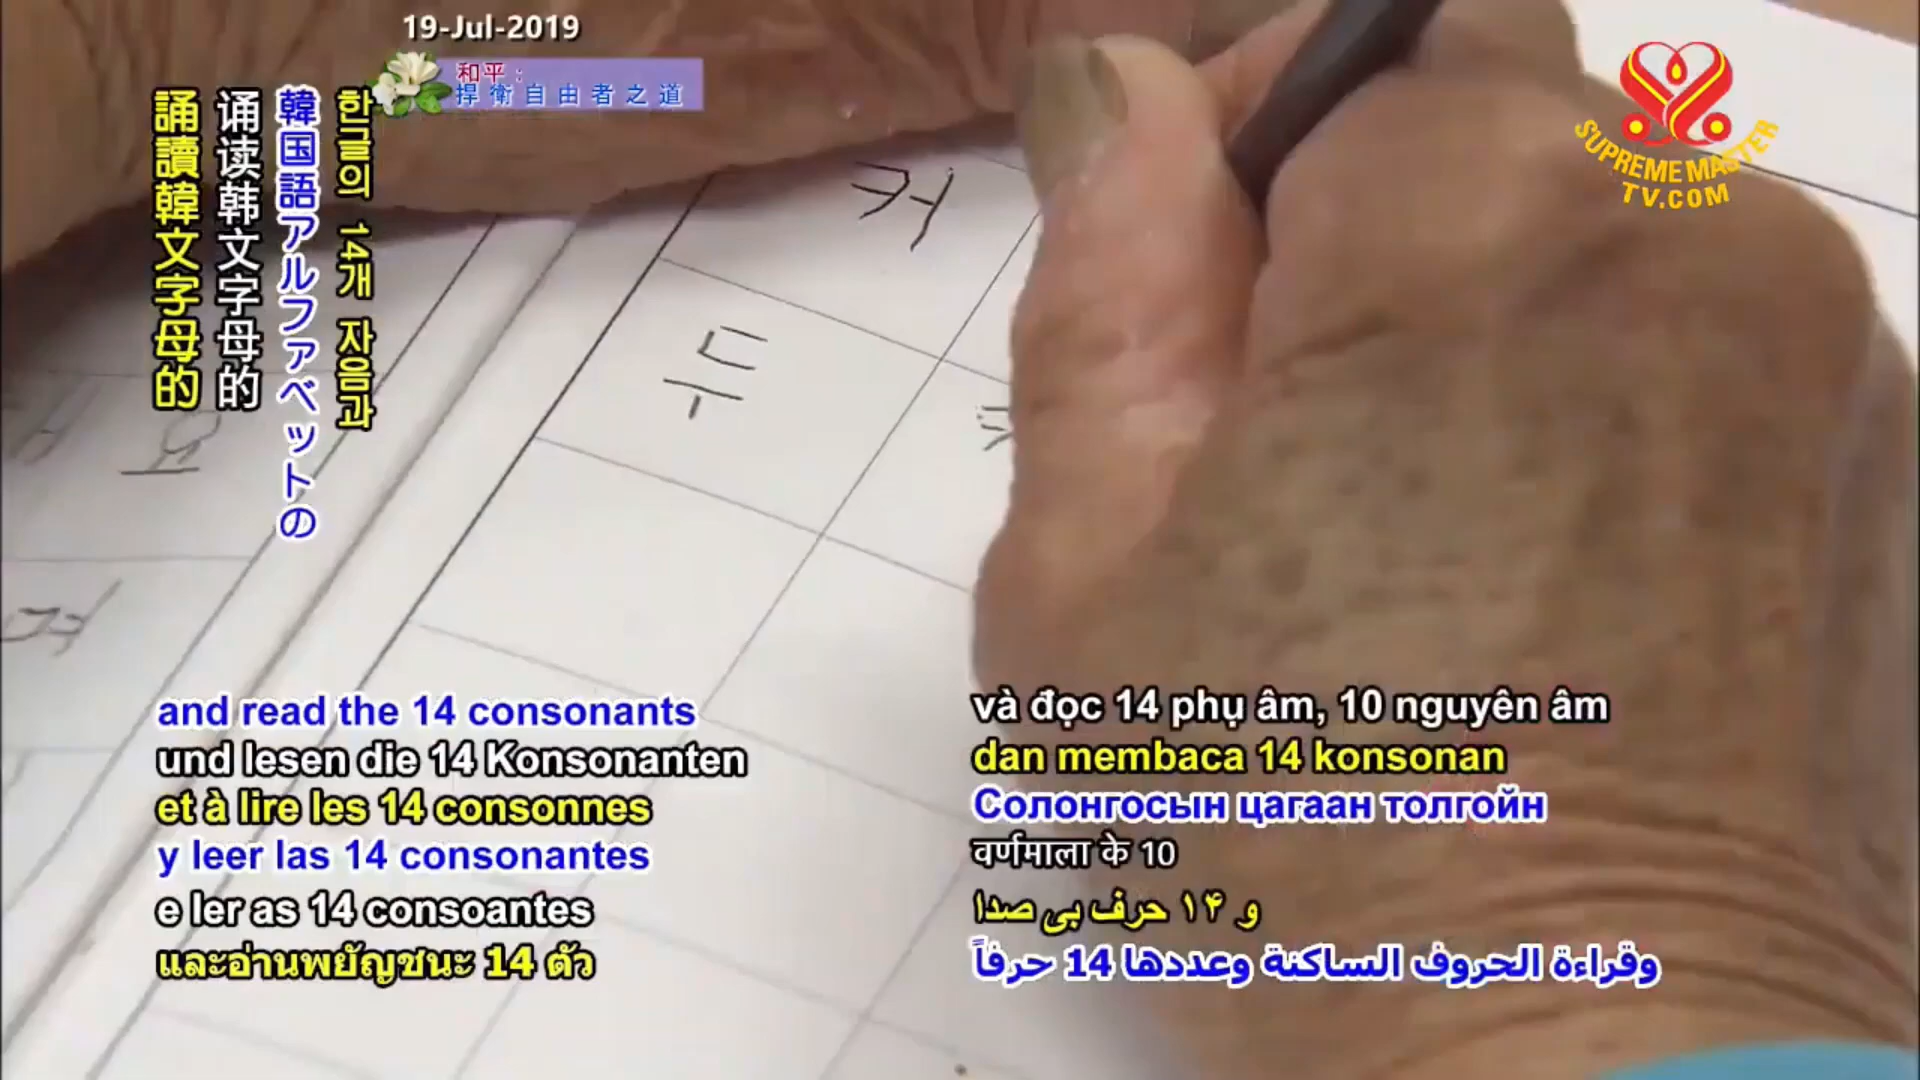 19-Jul-2019
和平：
捍衛自由者之道
SUPREME MASTER
TV.COM
誦讀韓文字母的
诵读韩文字母的
韓国語アルファベットの
한글의 14개 자음과
커
두
and read the 14 consonants
und lesen die 14 Konsonanten
et à lire les 14 consonnes
y leer las 14 consonantes
e ler as 14 consoantes
และอ่านพยัญชนะ 14 ตัว
và đọc 14 phụ âm, 10 nguyên âm
dan membaca 14 konsonan
Солонгосын цагаан толгойн
वर्णमाला के 10
و ۱۴ حرف بی صدا
وقراءة الحروف الساكنة وعددها 14 حرفاً